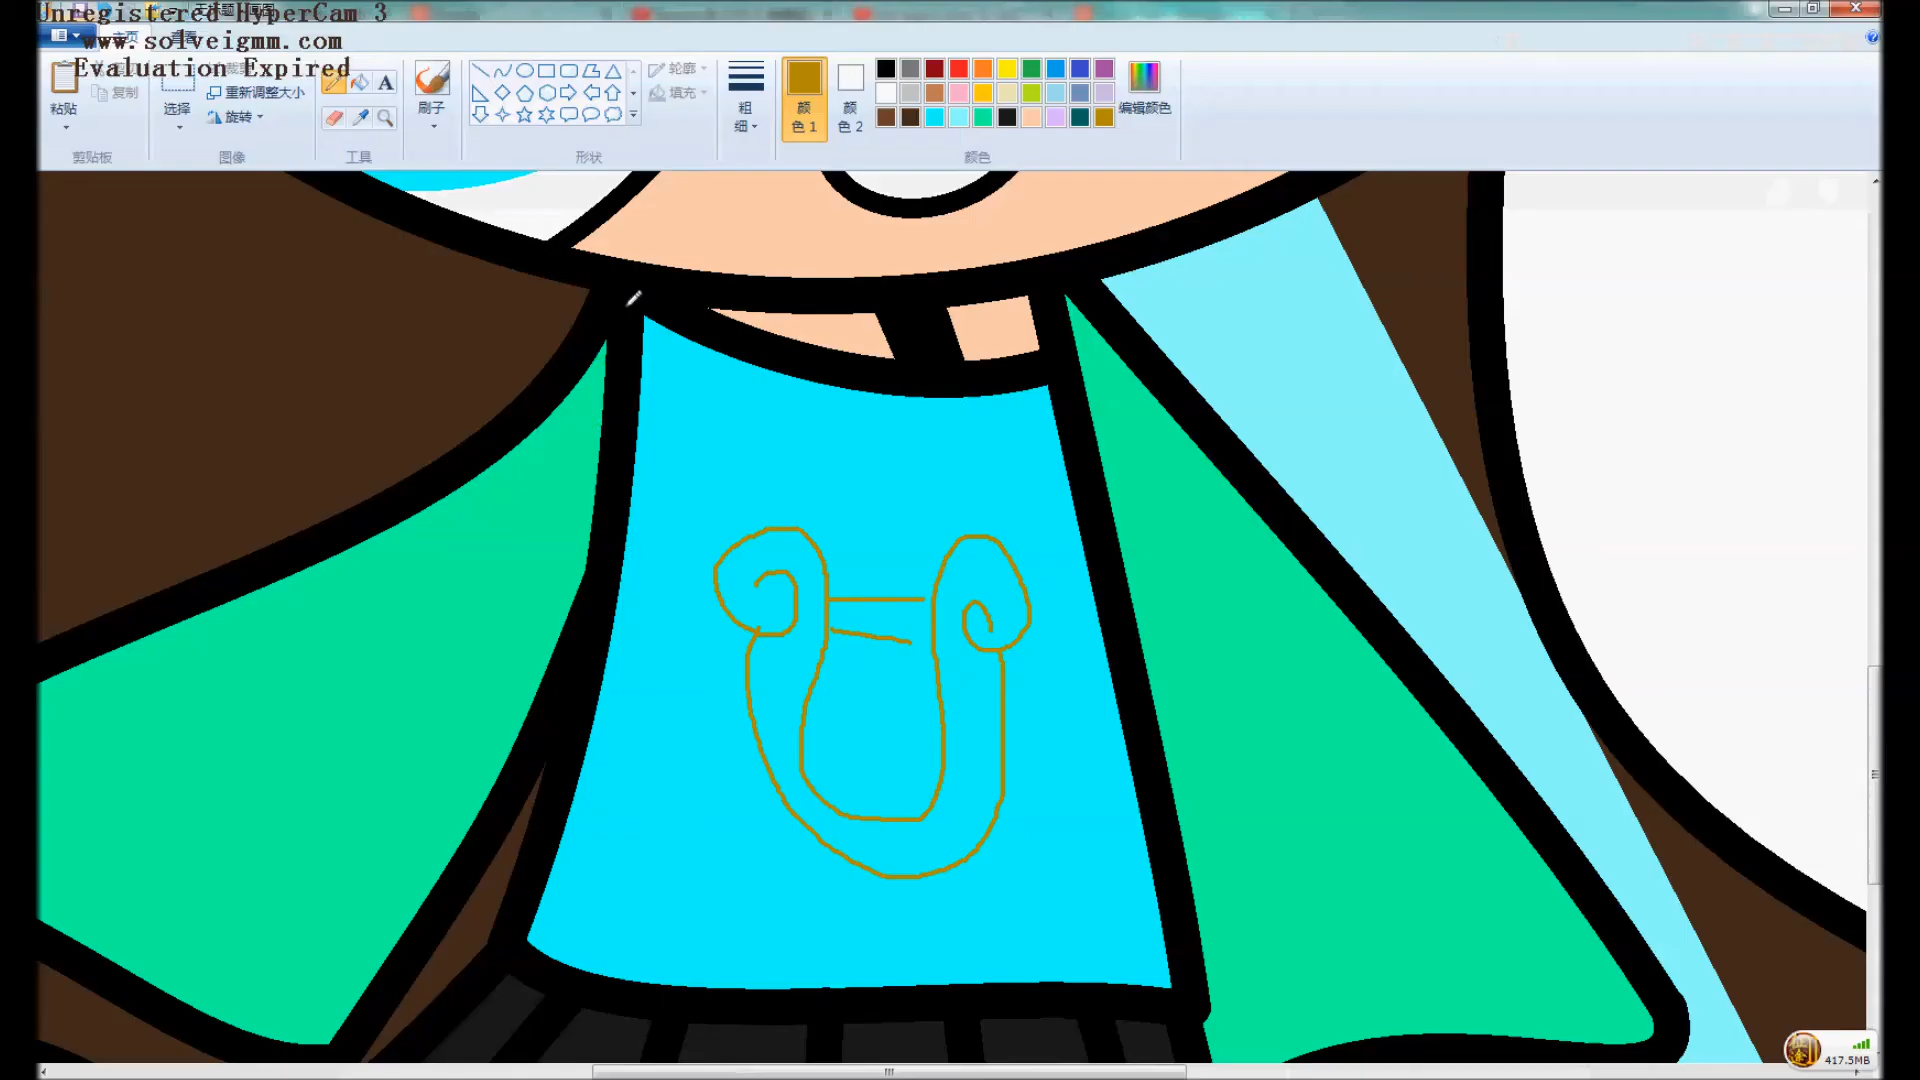 Unregistered HyperCam 3
www.solveigmm.com
Evaluation Expired
主页
粘贴
复制
剪贴板
选择
重新调整大小
旋转
图像
A
工具
刷子
轮廓
填充
形状
粗
细
颜
色 1
颜
色 2
编辑颜色
颜色
417.5MB